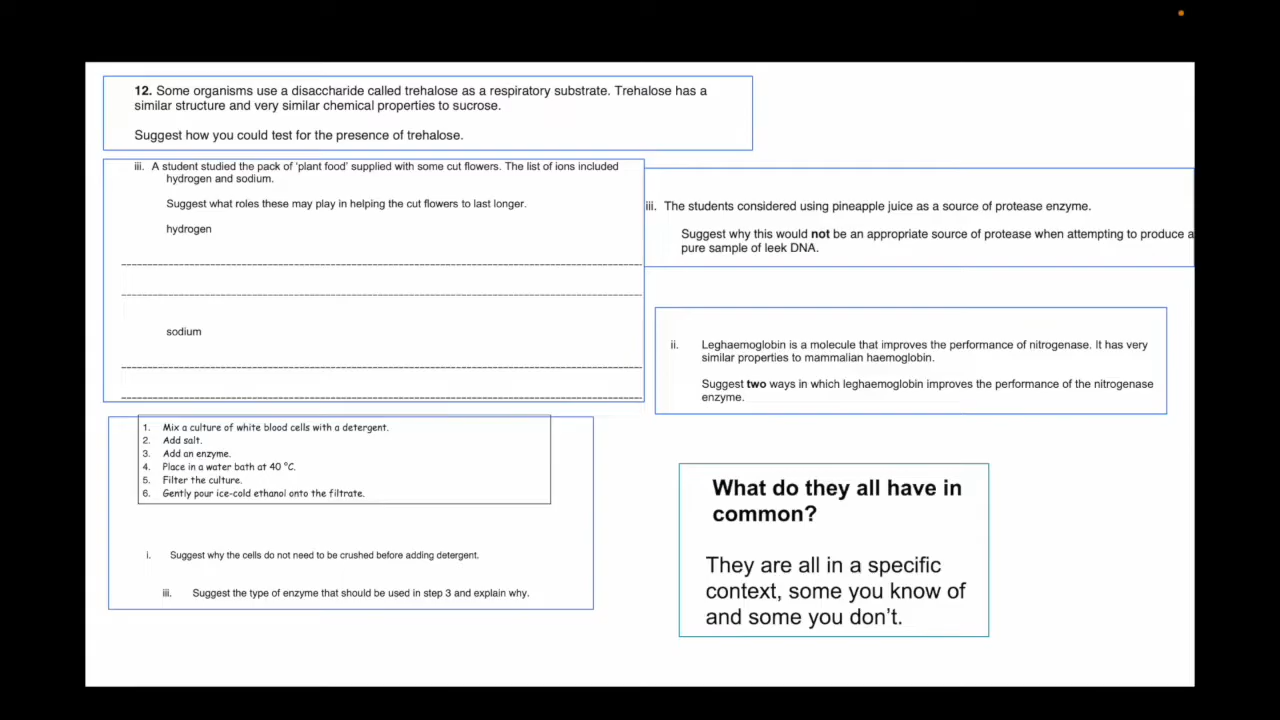 12. Some organisms use a disaccharide called trehalose as a respiratory substrate. Trehalose has a
similar structure and very similar chemical properties to sucrose.
Suggest how you could test for the presence of trehalose.
iii. A student studied the pack of 'plant food' supplied with some cut flowers. The list of ions included
hydrogen and sodium.
Suggest what roles these may play in helping the cut flowers to last longer.
hydrogen
sodium
iii. The students considered using pineapple juice as a source of protease enzyme.
Suggest why this would not be an appropriate source of protease when attempting to produce a
pure sample of leek DNA.
ii. Leghaemoglobin is a molecule that improves the performance of nitrogenase. It has very
similar properties to mammalian haemoglobin.
Suggest two ways in which leghaemoglobin improves the performance of the nitrogenase
enzyme.
1. Mix a culture of white blood cells with a detergent.
2. Add salt.
3. Add an enzyme.
4. Place in a water bath at 40 °C.
5. Filter the culture.
6. Gently pour ice-cold ethanol onto the filtrate.
i. Suggest why the cells do not need to be crushed before adding detergent.
iii. Suggest the type of enzyme that should be used in step 3 and explain why.
What do they all have in
common?
They are all in a specific
context, some you know of
and some you don't.